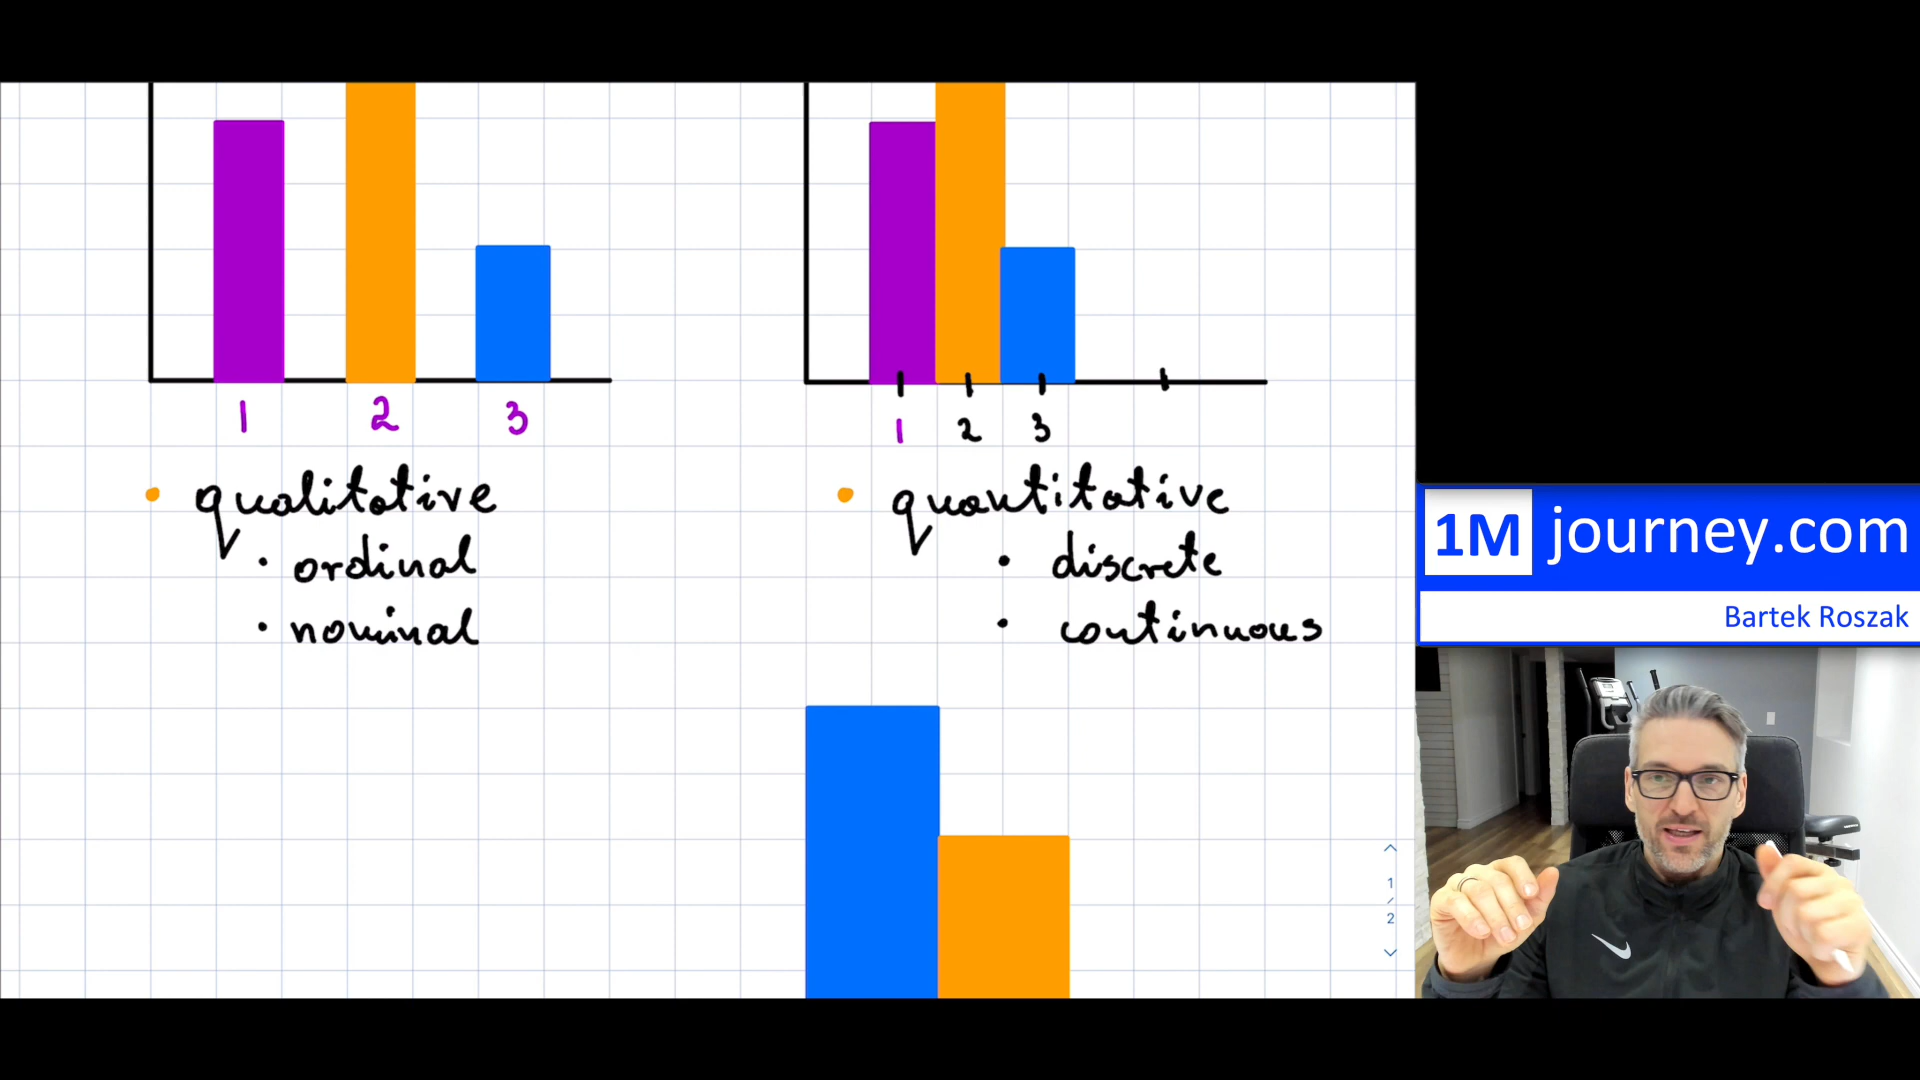 1 2 3
1 2 3
qualitative
• ordinal
• nominal
quantitative
• discrete
• continuous
1M journey.com
Bartek Roszak
1
/
2